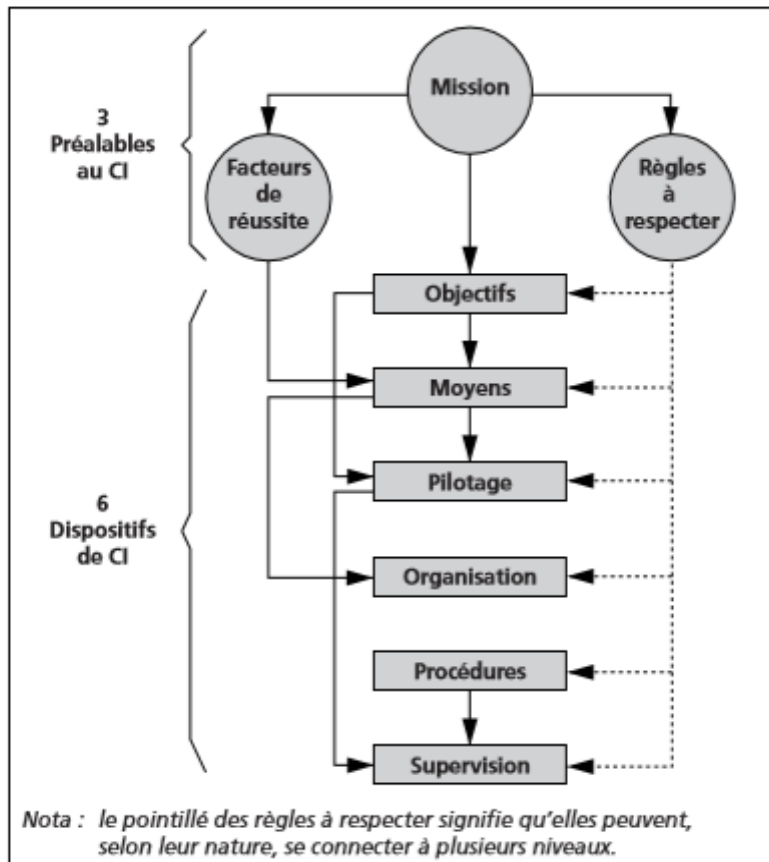 Mission
3
Préalables
au CI
Facteurs
de
réussite
Règles
à
respecter
Objectifs
Moyens
Pilotage
6
Dispositifs
de CI
Organisation
Procédures
Supervision
Nota : le pointillé des règles à respecter signifie qu'elles peuvent,
selon leur nature, se connecter à plusieurs niveaux.